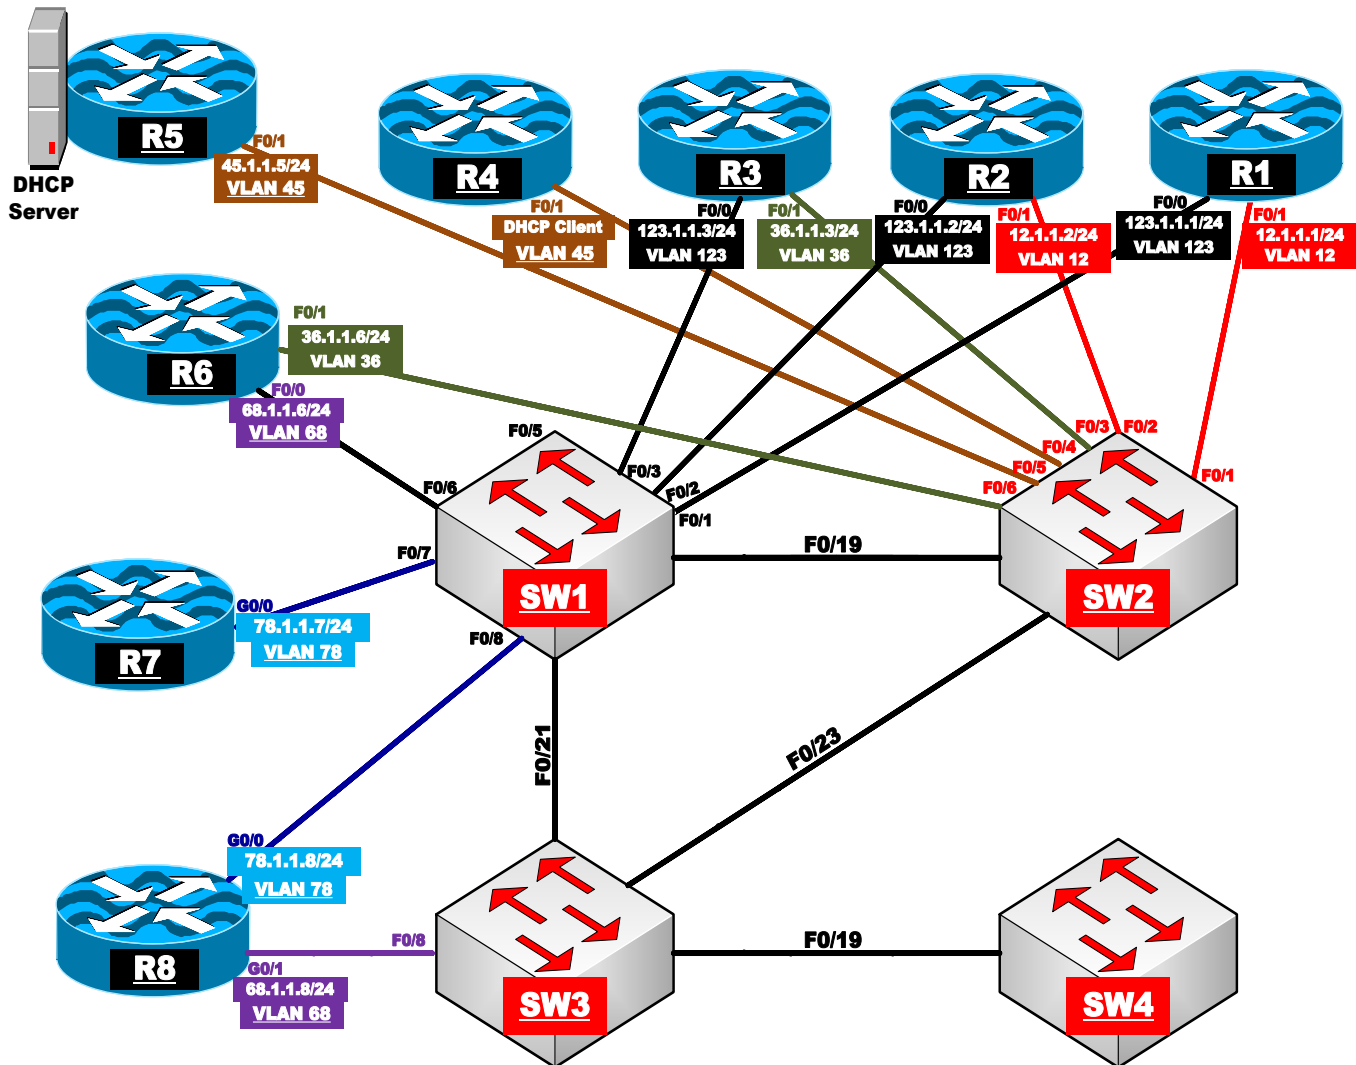 R5
DHCP
Server
F0/1
45.1.1.5/24
VLAN 45
R4
F0/1
DHCP Client
VLAN 45
R3
F0/0
123.1.1.3/24
VLAN 123
F0/1
36.1.1.3/24
VLAN 36
R2
F0/0
123.1.1.2/24
VLAN 123
F0/1
12.1.1.2/24
VLAN 12
R1
F0/0
123.1.1.1/24
VLAN 123
F0/1
12.1.1.1/24
VLAN 12
R6
F0/1
36.1.1.6/24
VLAN 36
F0/0
68.1.1.6/24
VLAN 68
F0/5
F0/3
F0/2
F0/1
F0/6
F0/7
F0/8
SW1
F0/3
F0/2
F0/4
F0/5
F0/6
F0/1
F0/19
SW2
R7
G0/0
78.1.1.7/24
VLAN 78
F0/21
F0/23
R8
G0/0
78.1.1.8/24
VLAN 78
G0/1
68.1.1.8/24
VLAN 68
F0/8
SW3
F0/19
SW4